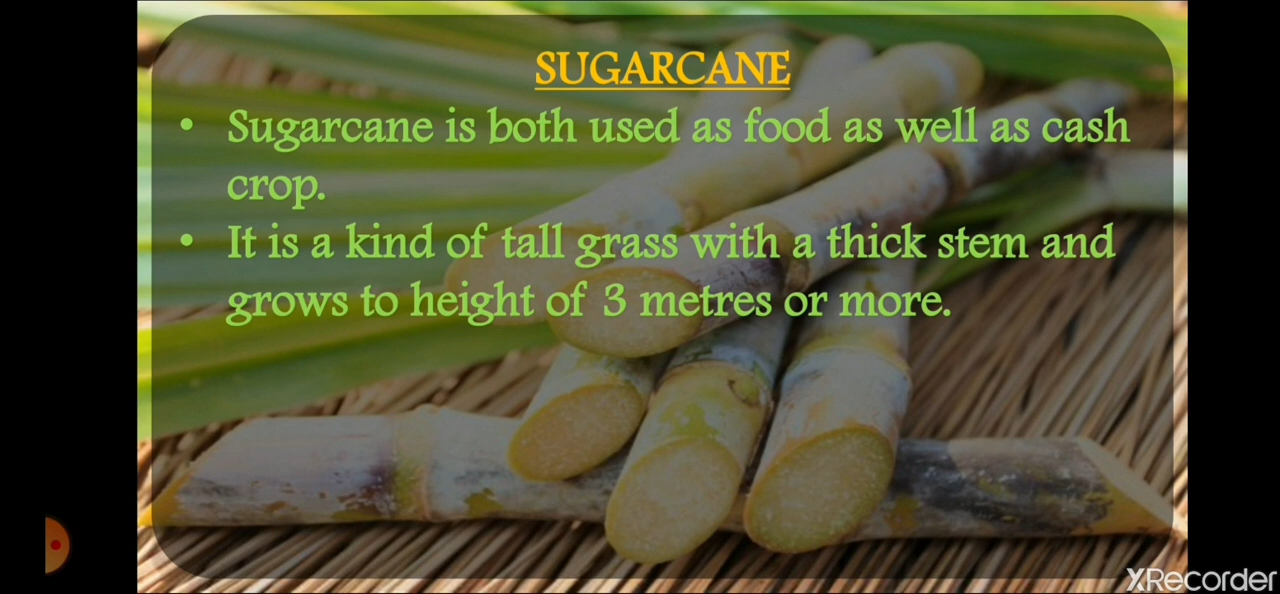 SUGARCANE
• Sugarcane is both used as food as well as cash
crop.
• It is a kind of tall grass with a thick stem and
grows to height of 3 metres or more.
XRecorder